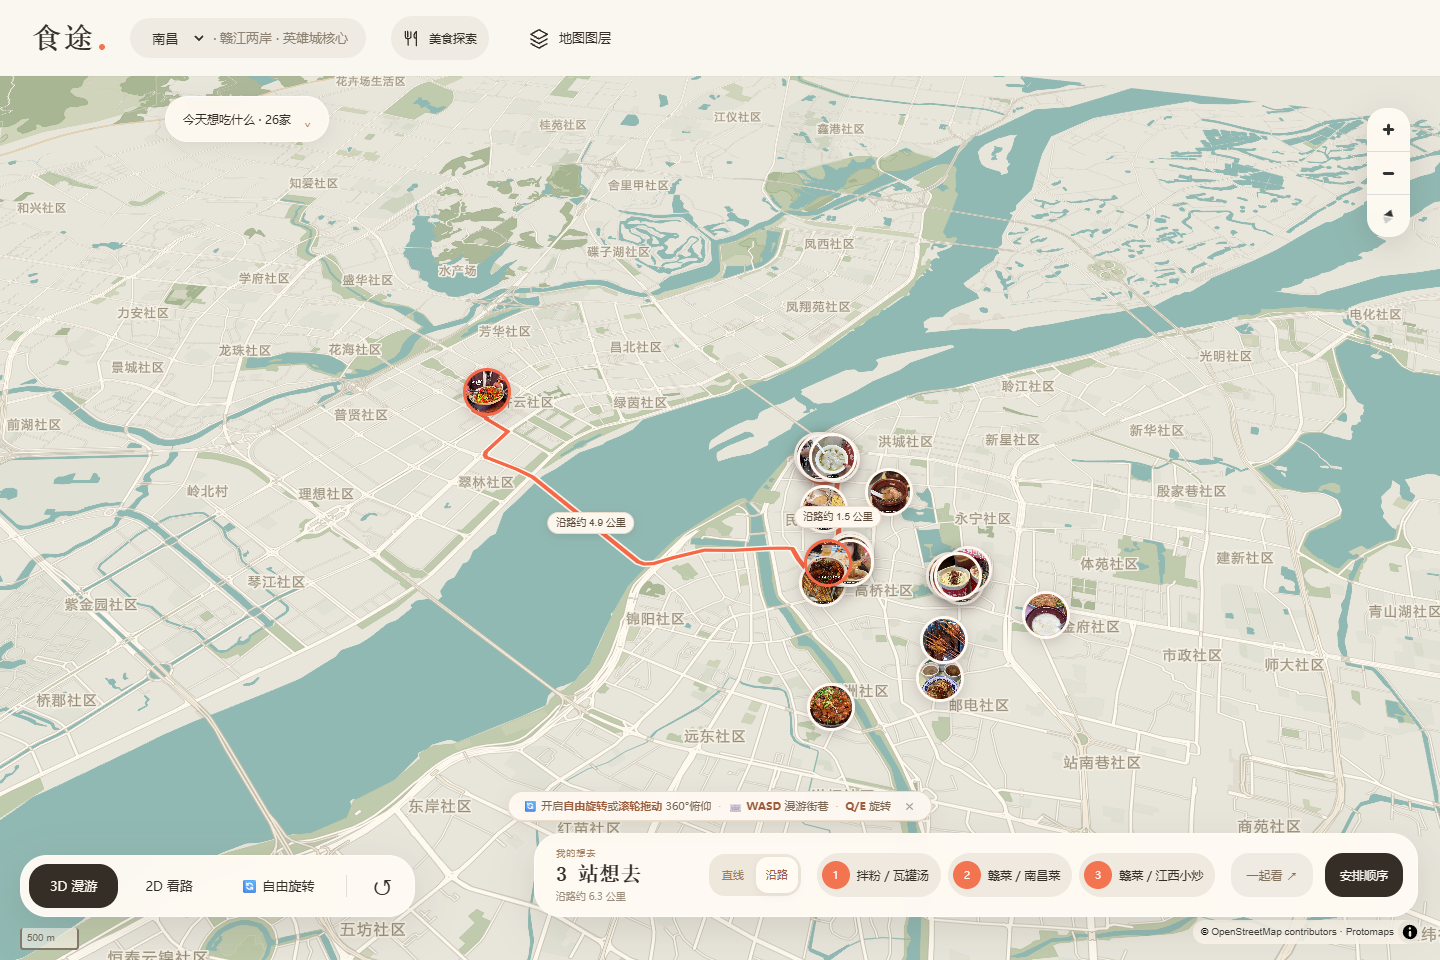 食途.
南昌 · 赣江两岸 · 英雄城核心
美食探索
地图图层
今天想吃什么 · 26家
花卉场生活区
桂苑社区
江仪社区
鑫港社区
知爱社区
舍里甲社区
和兴社区
凤西社区
碟子湖社区
水产场
学府社区
盛华社区
力安社区
凤翔苑社区
电化社区
芳华社区
龙珠社区
花海社区
昌北社区
光明社区
景城社区
聆江社区
云社区
绿茵社区
普贤社区
前湖社区
新华社区
洪城社区
新星社区
翠林社区
岭北村
理想社区
殷家巷社区
沿路约 4.9 公里
沿路约 1.5 公里
民
永宁社区
建新社区
体苑社区
琴江社区
高桥社区
紫金园社区
锦阳社区
青山湖社区
金府社区
市政社区
师大社区
洲社区
桥郡社区
邮电社区
远东社区
站南巷社区
东岸社区
商苑社区
开启自由旋转或滚轮拖动 360°俯仰 · WASD 漫游街巷 · Q/E 旋转 ×
红苗社区
我的想去
3 站想去
沿路约 6.3 公里
直线 沿路
1 拌粉 / 瓦罐汤
2 赣菜 / 南昌菜
3 赣菜 / 江西小炒
一起看 ↗
安排顺序
3D 漫游
2D 看路
自由旋转
五坊社区
500 m
© OpenStreetMap contributors · Protomaps
恒泰云锦社区